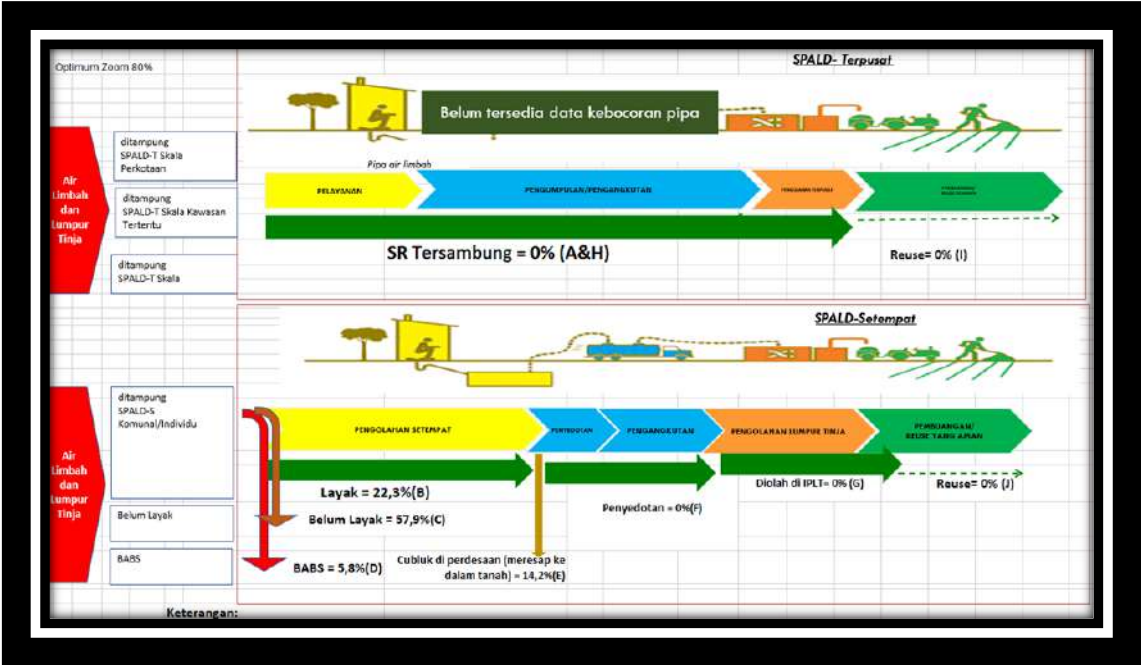 Optimum Zoom 80%
SPALD- Terpusat
Belum tersedia data kebocoran pipa
Pipa air limbah
Air
Limbah
dan
Lumpur
Tinja
ditampung
SPALD-T Skala
Perkotaan
ditampung
SPALD-T Skala Kawasan
Tertentu
ditampung
SPALD-T Skala
PELAYANAN
PENGUMPULAN/PENGANGKUTAN
SR Tersambung = 0% (A&H)
Reuse= 0% (I)
SPALD-Setempat
Air
Limbah
dan
Lumpur
Tinja
ditampung
SPALD-S
Komunal/Individu
Belum Layak
BABS
PENGOLAHAN SETEMPAT
PENYEDOTAN
PENGANGKUTAN
PENGOLAHAN LUMPUR TINJA
PEMBUANGAN/
REUSE YANG AMAN
Layak = 22,3%(B)
Belum Layak = 57,9%(C)
BABS = 5,8%(D)
Cubluk di perdesaan (meresap ke
dalam tanah) = 14,2%(E)
Penyedotan = 0%(F)
Diolah di IPLT= 0% (G)
Reuse= 0% (J)
Keterangan: